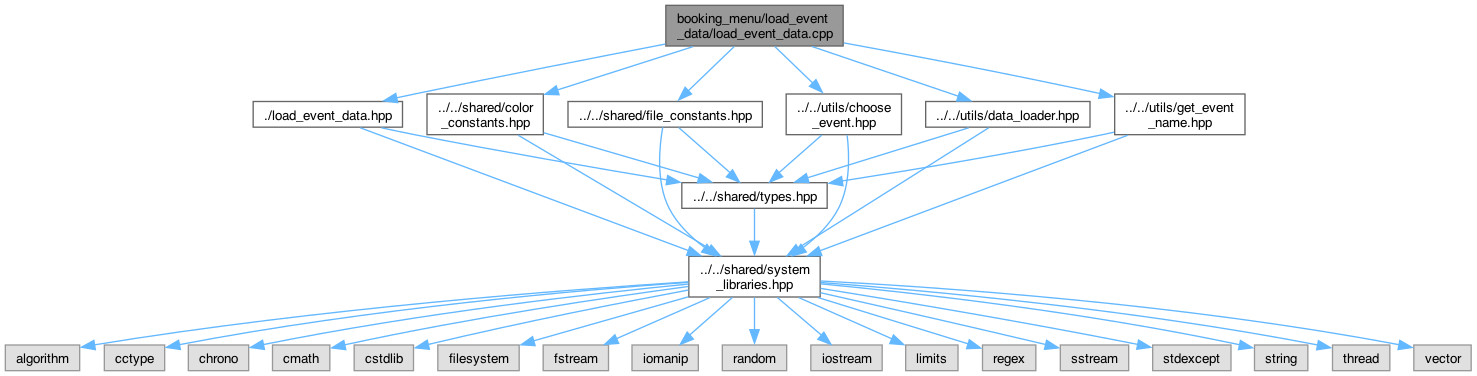 booking_menu/load_event
_data/load_event_data.cpp
./load_event_data.hpp
../../shared/color
_constants.hpp
../../shared/file_constants.hpp
../../utils/choose
_event.hpp
../../utils/data_loader.hpp
../../utils/get_event
_name.hpp
../../shared/types.hpp
../../shared/system
_libraries.hpp
algorithm
cctype
chrono
cmath
cstdlib
filesystem
fstream
iomanip
random
iostream
limits
regex
sstream
stdexcept
string
thread
vector